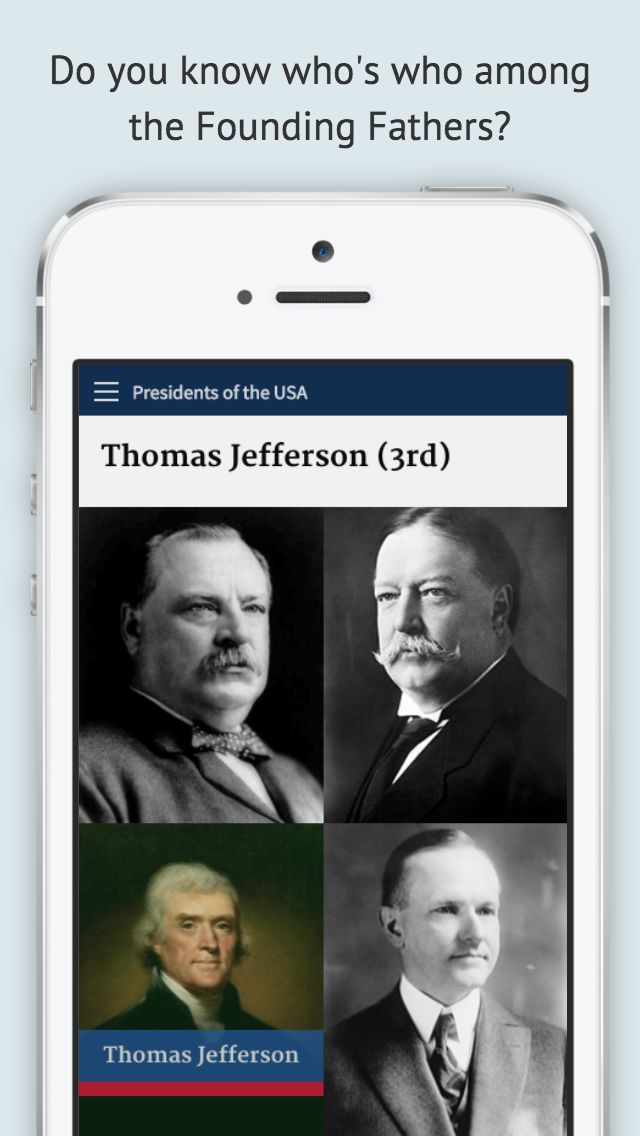 Do you know who's who among
the Founding Fathers?
Presidents of the USA
Thomas Jefferson (3rd)
Thomas Jefferson